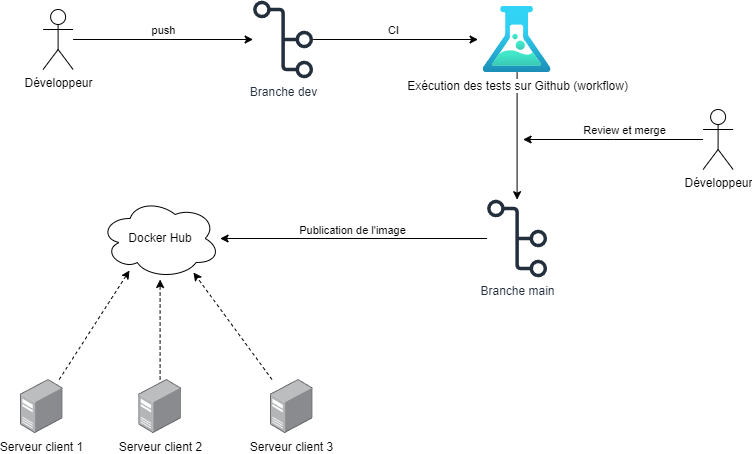 push
CI
Développeur
Branche dev
Exécution des tests sur Github (workflow)
Review et merge
Développeur
Docker Hub
Publication de l'image
Branche main
Serveur client 1
Serveur client 2
Serveur client 3